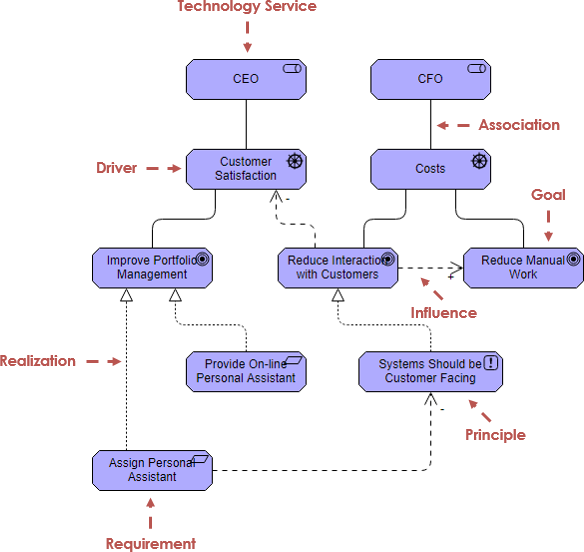 Technology Service
CEO
CFO
Association
Driver
Customer
Satisfaction
Costs
Goal
Improve Portfolio
Management
Reduce Interaction
with Customers
+
Reduce Manual
Work
-
Influence
Realization
Provide On-line
Personal Assistant
Systems Should be
Customer Facing
!
-
Principle
Assign Personal
Assistant
Requirement